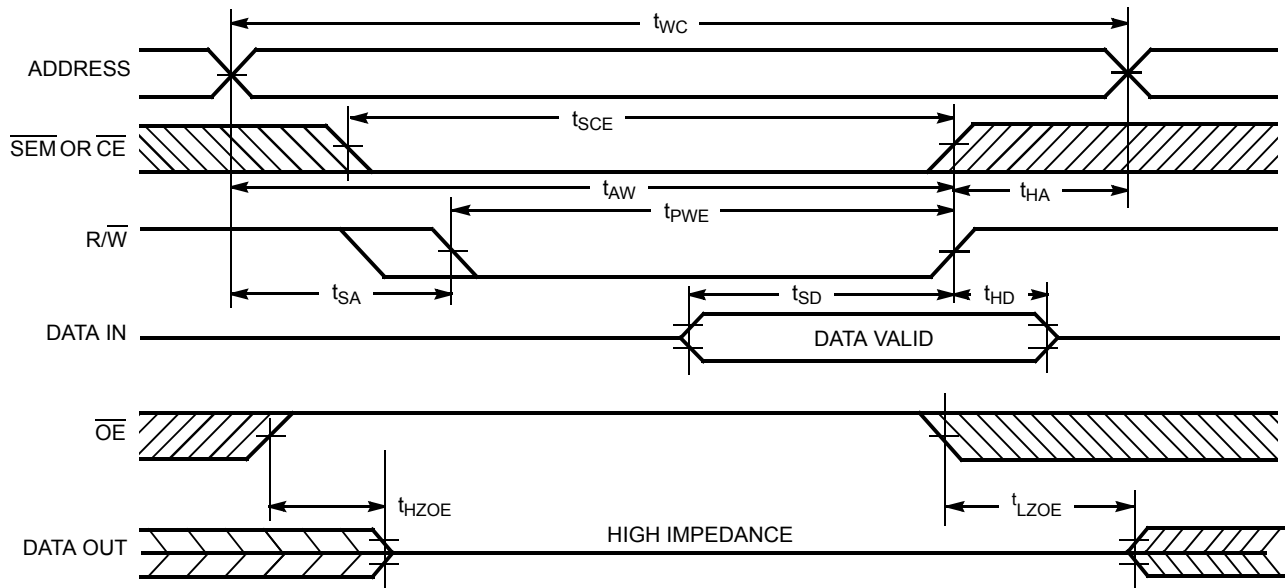 tWC
ADDRESS
tSCE
SEM OR CE
tAW
tHA
tPWE
R/W
tSA
tSD
tHD
DATA IN
DATA VALID
OE
tHZOE
tLZOE
HIGH IMPEDANCE
DATA OUT